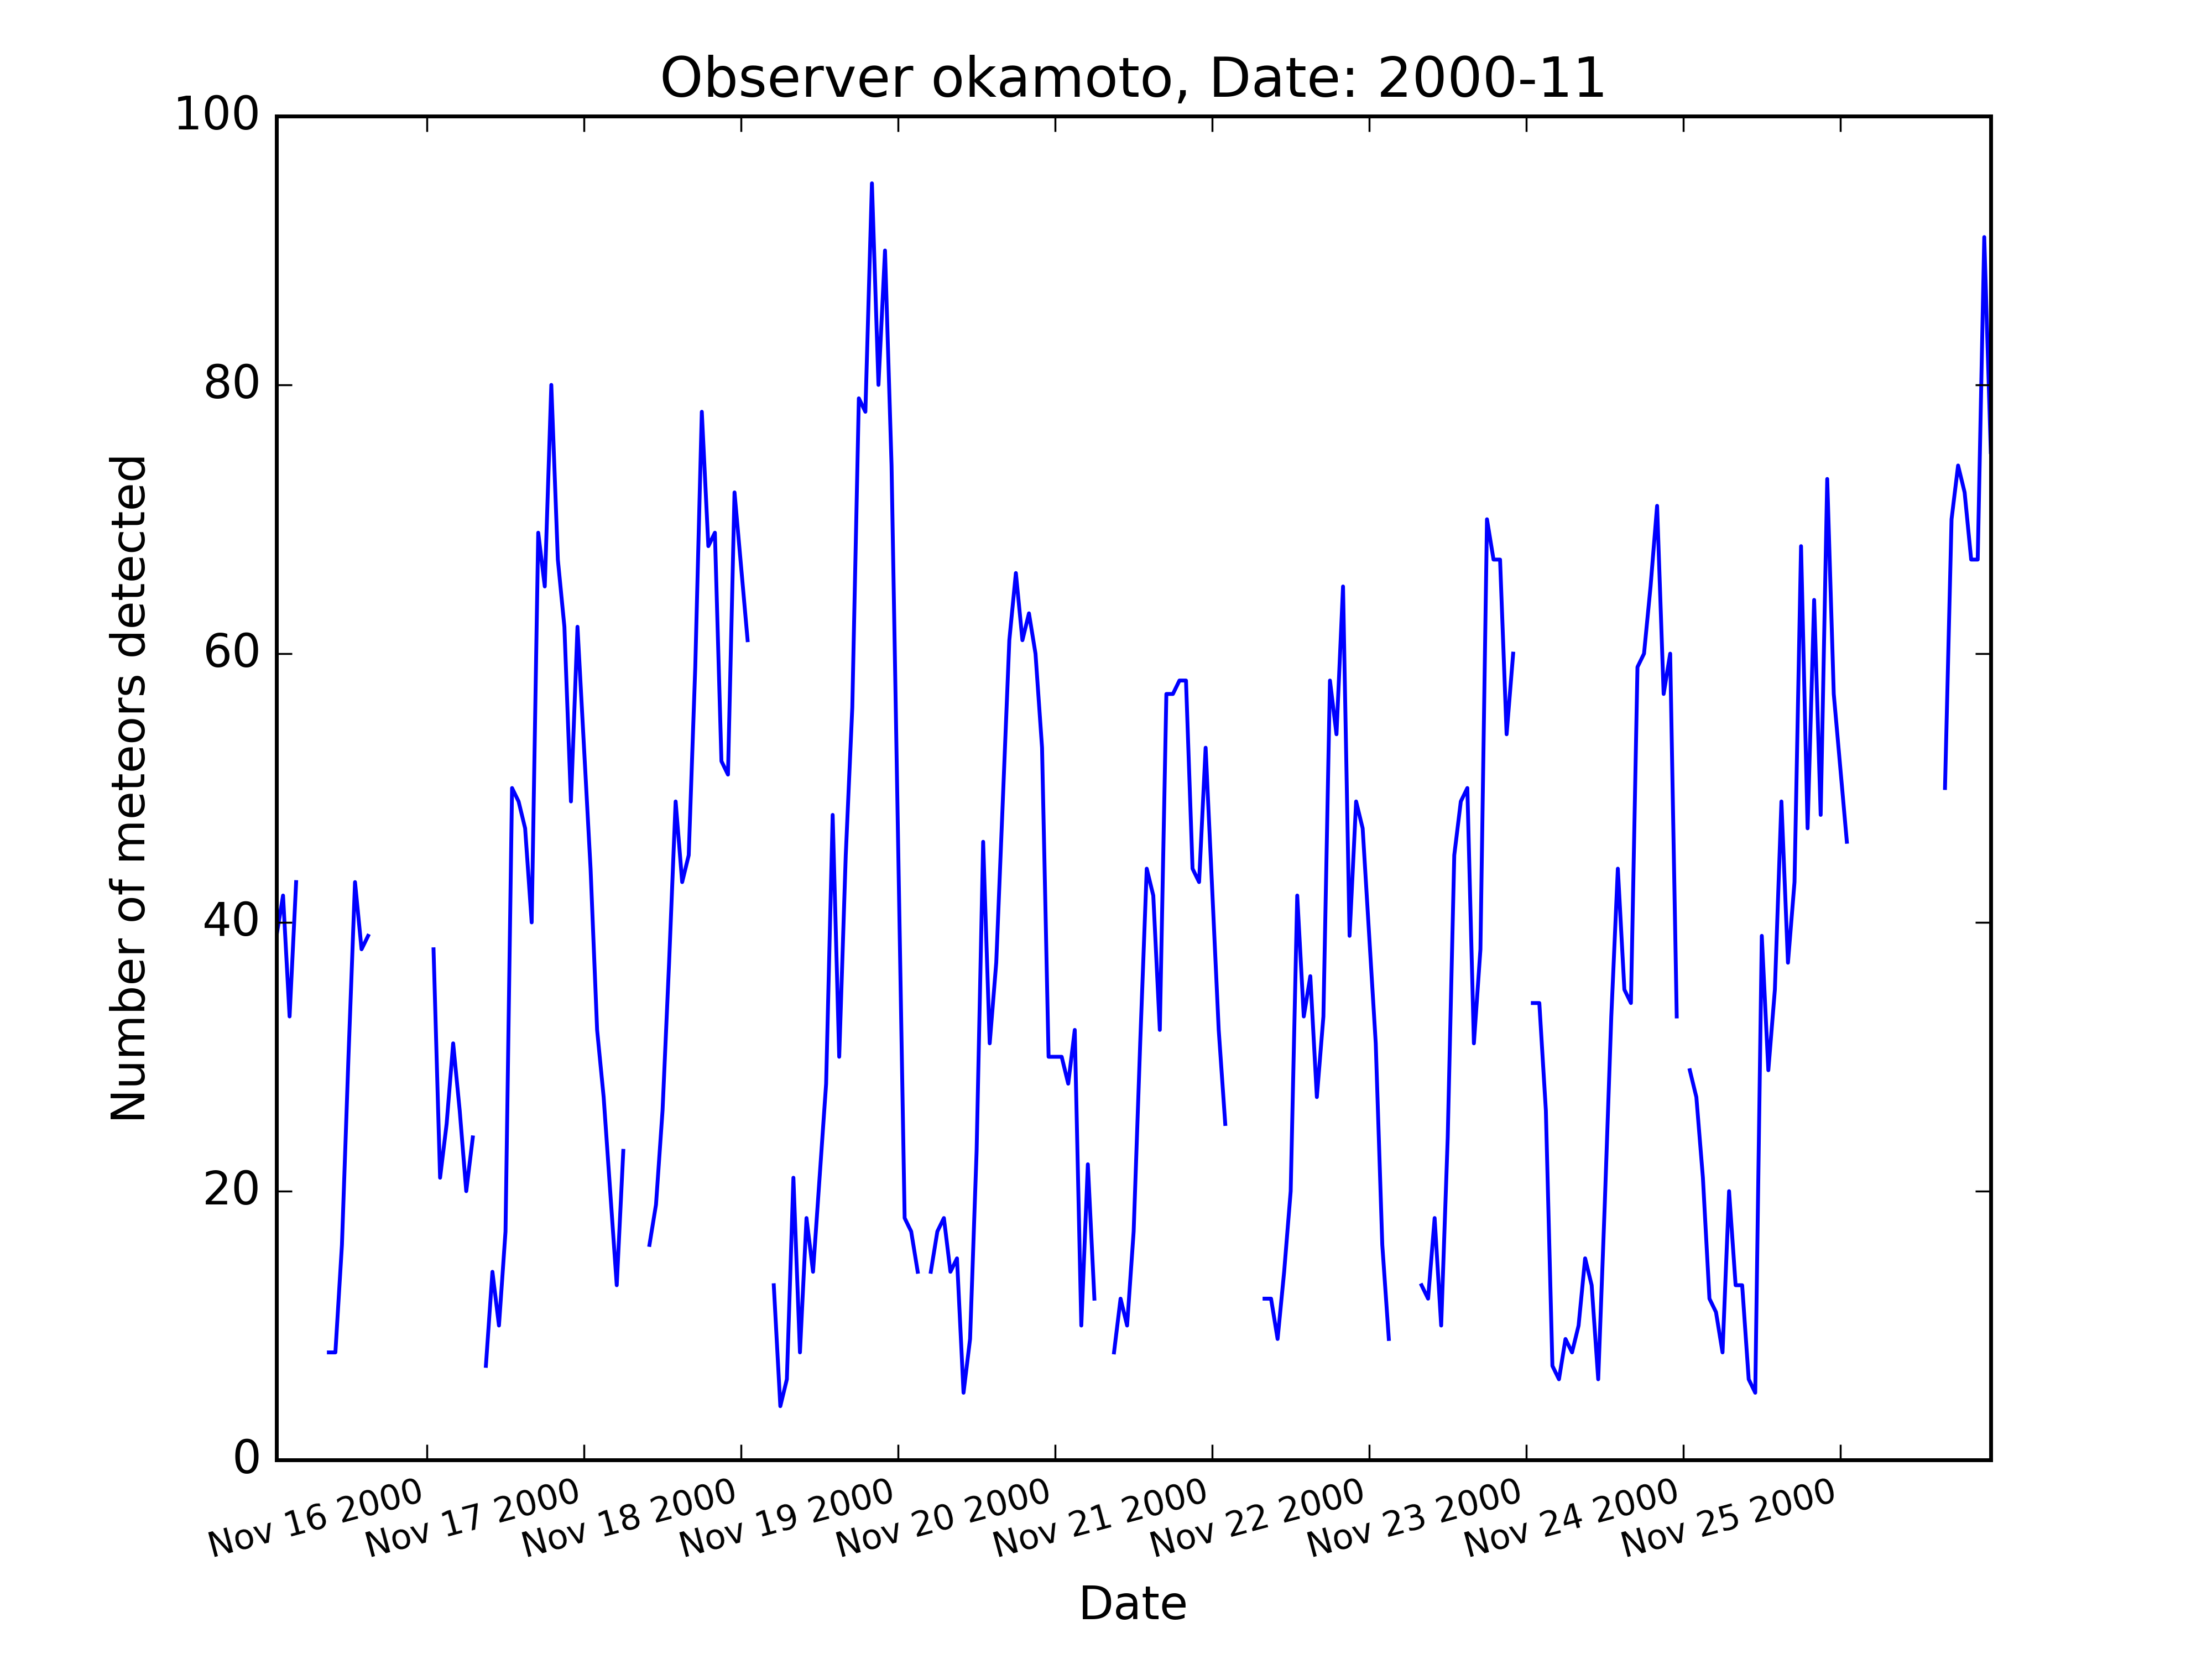 Observer okamoto, Date: 2000-11
Number of meteors detected
100
80
60
40
20
0
Nov 16 2000
Nov 17 2000
Nov 18 2000
Nov 19 2000
Nov 20 2000
Nov 21 2000
Nov 22 2000
Nov 23 2000
Nov 24 2000
Nov 25 2000
Date